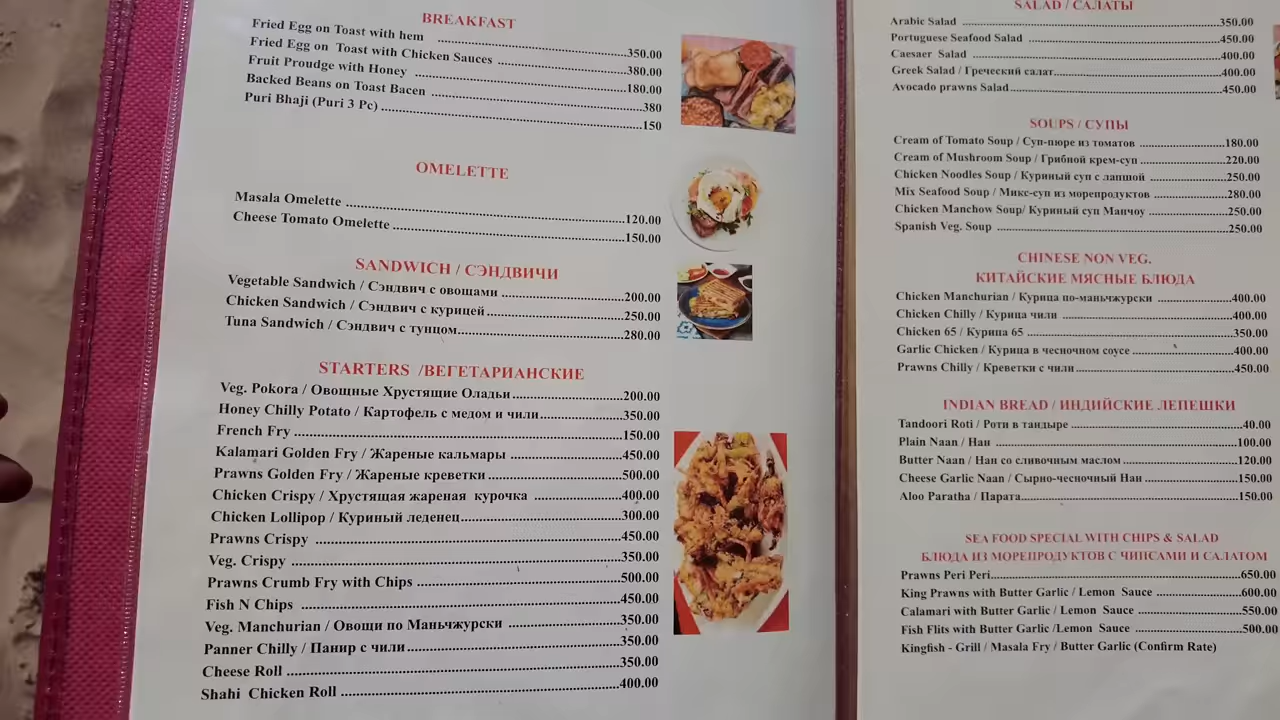 BREAKFAST
Fried Egg on Toast with hem ...350.00
Fried Egg on Toast with Chicken Sauces ...380.00
Fruit Proudge with Honey ...180.00
Backed Beans on Toast Bacen ...380
Puri Bhaji (Puri 3 Pc) ...150
OMELETTE
Masala Omelette ...120.00
Cheese Tomato Omelette ...150.00
SANDWICH / СЭНДВИЧИ
Vegetable Sandwich / Сэндвич с овощами ...200.00
Chicken Sandwich / Сэндвич с курицей ...250.00
Tuna Sandwich / Сэндвич с тунцом...280.00
STARTERS /ВЕГЕТАРИАНСКИЕ
Veg. Pokora / Овощные Хрустящие Оладьи ...200.00
Honey Chilly Potato / Картофель с медом и чили...350.00
French Fry ...150.00
Kalamari Golden Fry / Жареные кальмары ...450.00
Prawns Golden Fry / Жареные креветки ...500.00
Chicken Crispy / Хрустящая жареная курочка ...400.00
Chicken Lollipop / Куриный леденец...300.00
Prawns Crispy ...450.00
Veg. Crispy ...350.00
Prawns Crumb Fry with Chips ...500.00
Fish N Chips ...450.00
Veg. Manchurian / Овощи по Маньчжурски ...350.00
Panner Chilly / Панир с чили...350.00
Cheese Roll ...350.00
Shahi Chicken Roll ...400.00
SALAD / САЛАТЫ
Arabic Salad ...350.00
Portuguese Seafood Salad ...450.00
Caesaer Salad ...400.00
Greek Salad / Греческий салат...400.00
Avocado prawns Salad...450.00
SOUPS / СУПЫ
Cream of Tomato Soup / Суп-пюре из томатов ...180.00
Cream of Mushroom Soup / Грибной крем-суп ...220.00
Chicken Noodles Soup / Куриный суп с лапшой ...250.00
Mix Seafood Soup / Микс-суп из морепродуктов ...280.00
Chicken Manchow Soup/ Куриный суп Манчоу ...250.00
Spanish Veg. Soup ...250.00
CHINESE NON VEG.
КИТАЙСКИЕ МЯСНЫЕ БЛЮДА
Chicken Manchurian / Курица по-маньчжурски ...400.00
Chicken Chilly / Курица чили ...400.00
Chicken 65 / Курица 65 ...350.00
Garlic Chicken / Курица в чесночном соусе ...400.00
Prawns Chilly / Креветки с чили...450.00
INDIAN BREAD / ИНДИЙСКИЕ ЛЕПЕШКИ
Tandoori Roti / Роти в тандыре ...40.00
Plain Naan / Нан ...100.00
Butter Naan / Нан со сливочным маслом ...120.00
Cheese Garlic Naan / Сырно-чесночный Нан ...150.00
Aloo Paratha / Парата...150.00
SEA FOOD SPECIAL WITH CHIPS & SALAD
БЛЮДА ИЗ МОРЕПРОДУКТОВ С ЧИПСАМИ И САЛАТОМ
Prawns Peri Peri...650.00
King Prawns with Butter Garlic / Lemon Sauce ...600.00
Calamari with Butter Garlic / Lemon Sauce ...550.00
Fish Flits with Butter Garlic /Lemon Sauce ...500.00
Kingfish - Grill / Masala Fry / Butter Garlic (Confirm Rate)